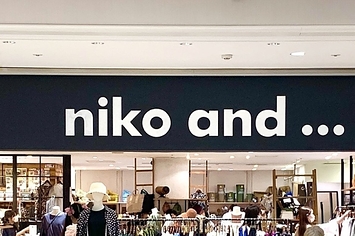 niko and ...